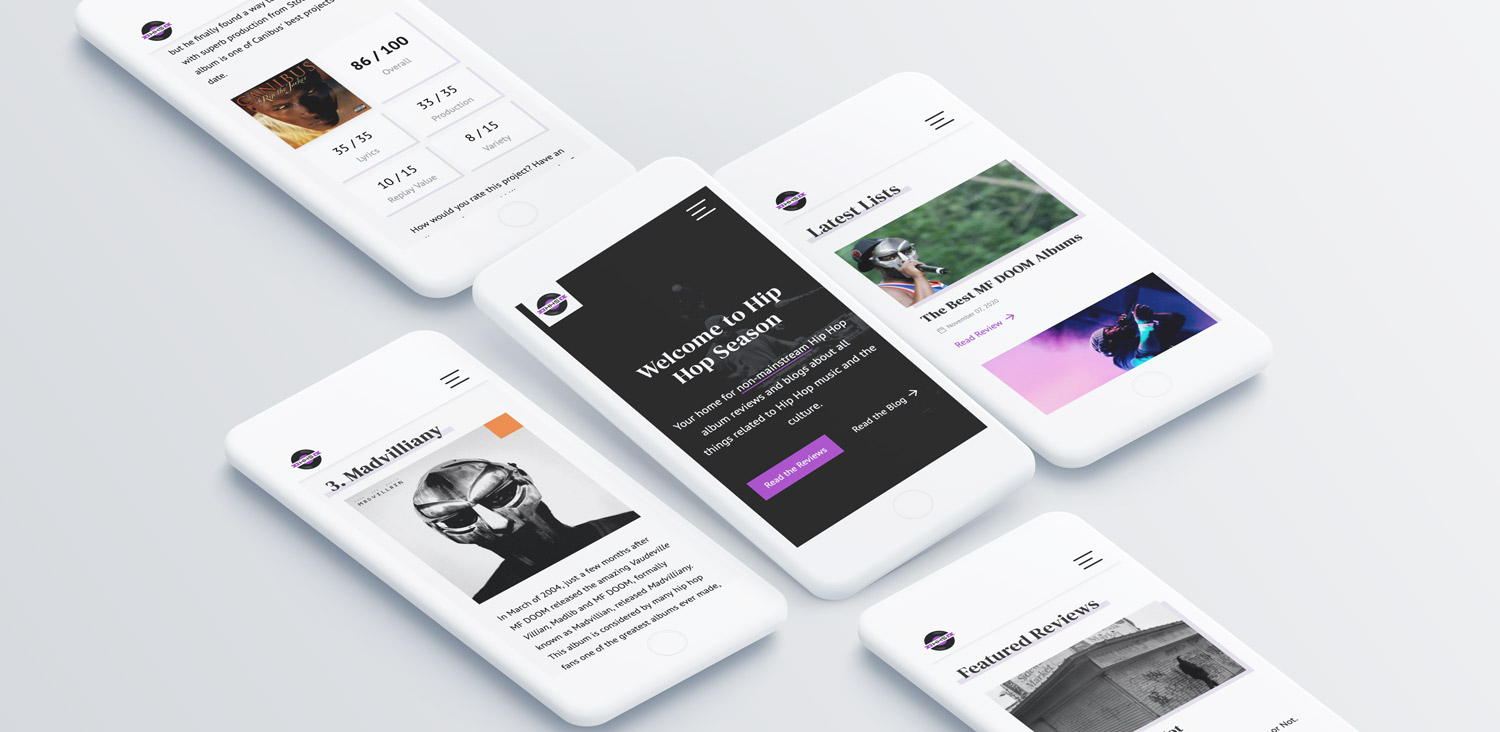 but he finally found a way to
with superb production from
album is one of Canibus' best projects
date.
CANIBUS
Rip the Jacker
86 / 100
Overall
35 / 35
Lyrics
33 / 35
Production
10 / 15
Replay Value
8 / 15
Variety
How would you rate this project? Have an
Latest Lists
The Best MF DOOM Albums
November 07, 2020
Read Review →
Welcome to Hip
Hop Season
Your home for non-mainstream Hip Hop
album reviews and blogs about all
things related to Hip Hop music and the
culture.
Read the Reviews
Read the Blog →
3. Madvilliany
MADVILLAIN
In March of 2004, just a few months after
MF DOOM released the amazing Vaudeville
Villian, Madlib and MF DOOM, formally
known as Madvillian, released Madvilliany.
This album is considered by many hip hop
fans one of the greatest albums ever made,
Featured Reviews
Market
or Not.